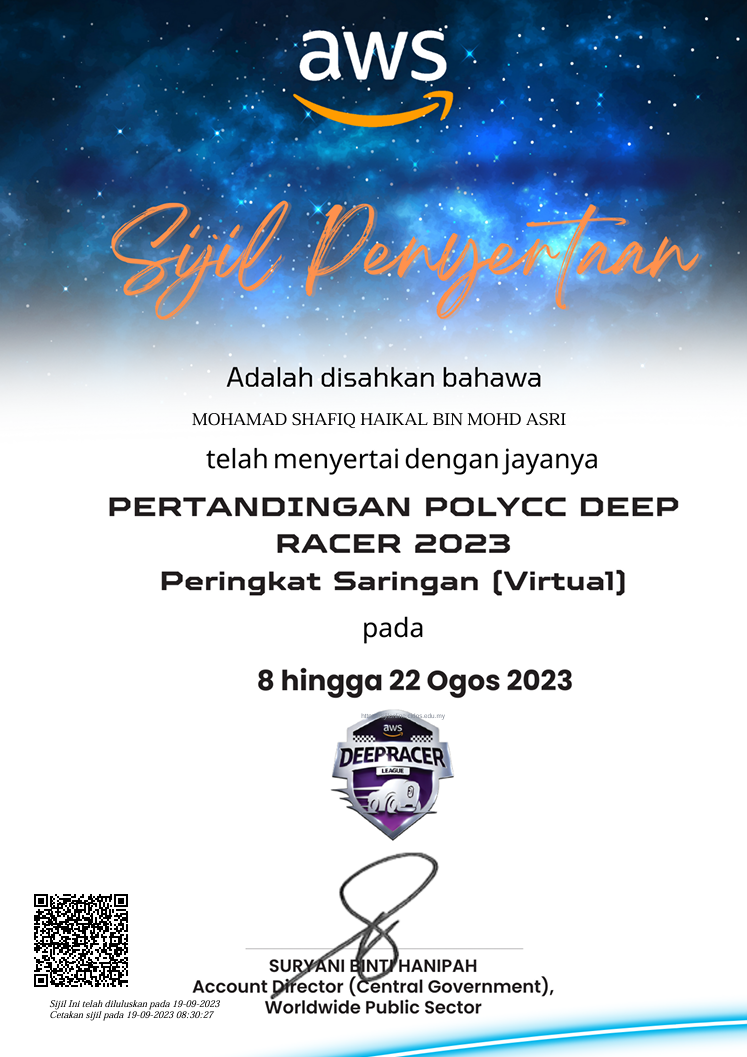 aws
Sijil Penyertaan
Adalah disahkan bahawa
MOHAMAD SHAFIQ HAIKAL BIN MOHD ASRI
telah menyertai dengan jayanya
PERTANDINGAN POLYCC DEEP
RACER 2023
Peringkat Saringan (Virtual)
pada
8 hingga 22 Ogos 2023
edu.my
aws
DEEPRACER
LEAGUE
SURYANI BINTI HANIPAH
Account Director (Central Government),
Worldwide Public Sector
Sijil Ini telah diluluskan pada 19-09-2023
Cetakan sijil pada 19-09-2023 08:30:27